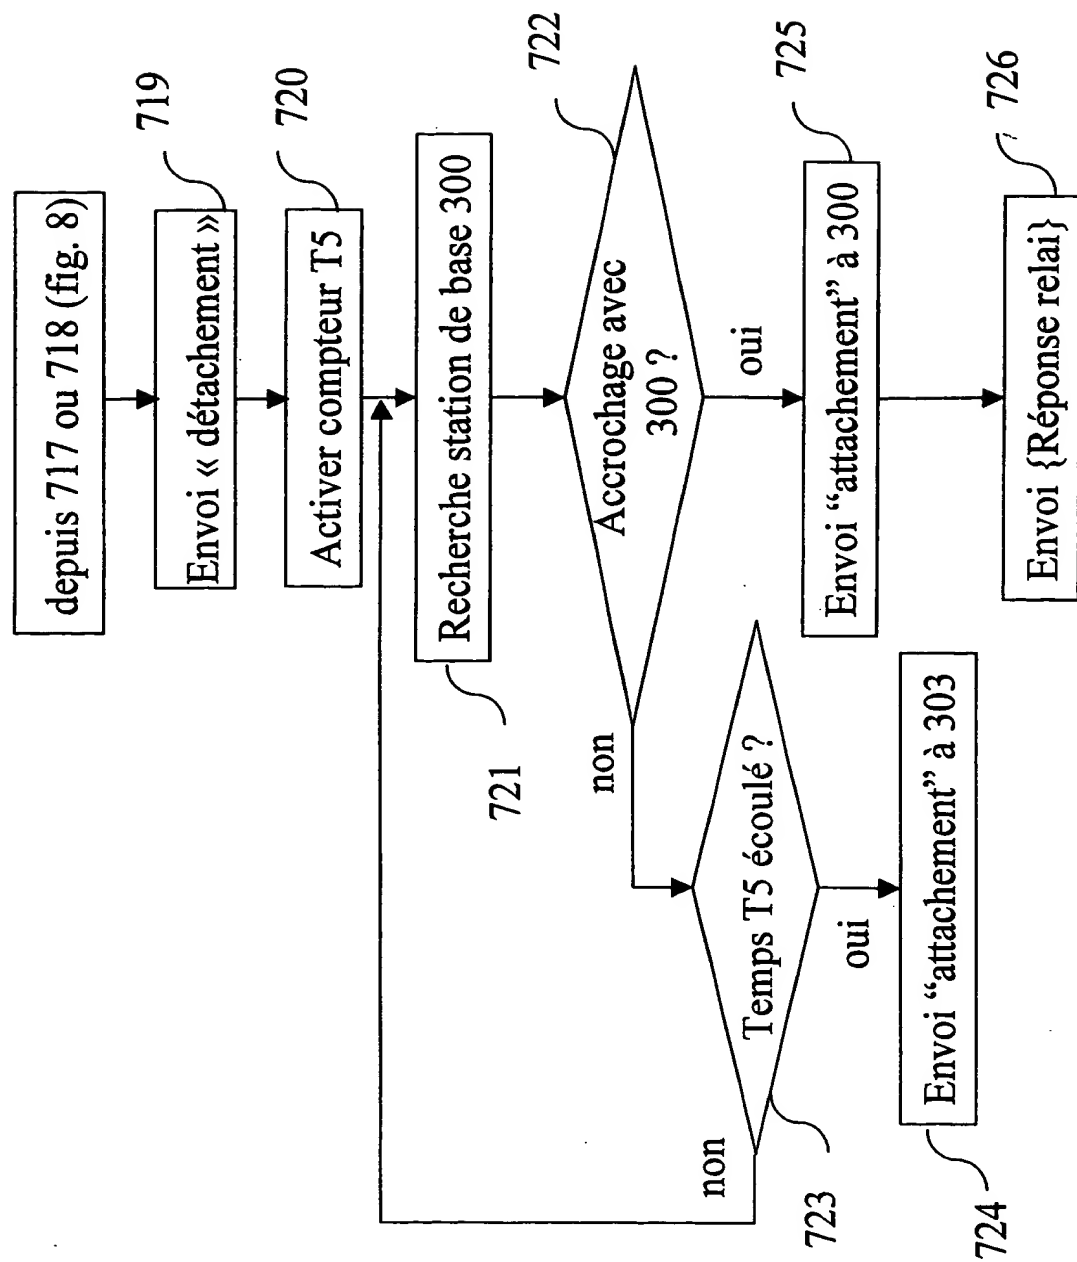 depuis 717 ou 718 (fig. 8)
719
Envoi « détachement »
720
Activer compteur T5
Recherche station de base 300
721
722
Accrochage avec
300 ?
non
oui
Temps T5 écoulé ?
723
non
oui
Envoi “attachement” à 303
724
725
Envoi “attachement” à 300
726
Envoi {Réponse relai}